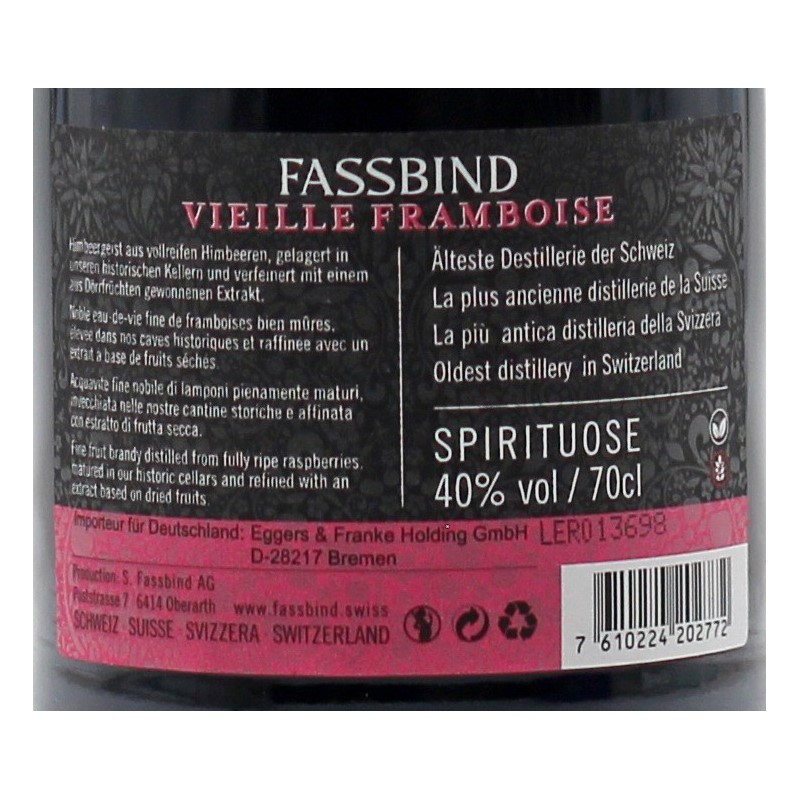 FASSBIND
VIEILLE FRAMBOISE
Himbeergeist aus vollreifen Himbeeren, gelagert in
unseren historischen Kellern und verfeinert mit einem
aus Dörrfrüchten gewonnenen Extrakt.
Noble eau-de-vie fine de framboises bien mûres,
élevée dans nos caves historiques et raffinée avec un
extrait à base de fruits séchés.
Acquavite fine nobile di lamponi pienamente maturi,
invecchiata nelle nostre cantine storiche e affinata
con estratto di frutta secca.
Fine fruit brandy distilled from fully ripe raspberries,
matured in our historic cellars and refined with an
extract based on dried fruits.
Älteste Destillerie der Schweiz
La plus ancienne distillerie de la Suisse
La più antica distilleria della Svizzera
Oldest distillery in Switzerland
SPIRITUOSE
40% vol / 70cl
Importeur für Deutschland: Eggers & Franke Holding GmbH
D-28217 Bremen
LER013698
Production: S. Fassbind AG
Poststrasse 7 6414 Oberarth www.fassbind.swiss
SCHWEIZ · SUISSE · SVIZZERA · SWITZERLAND
7 610224 202772